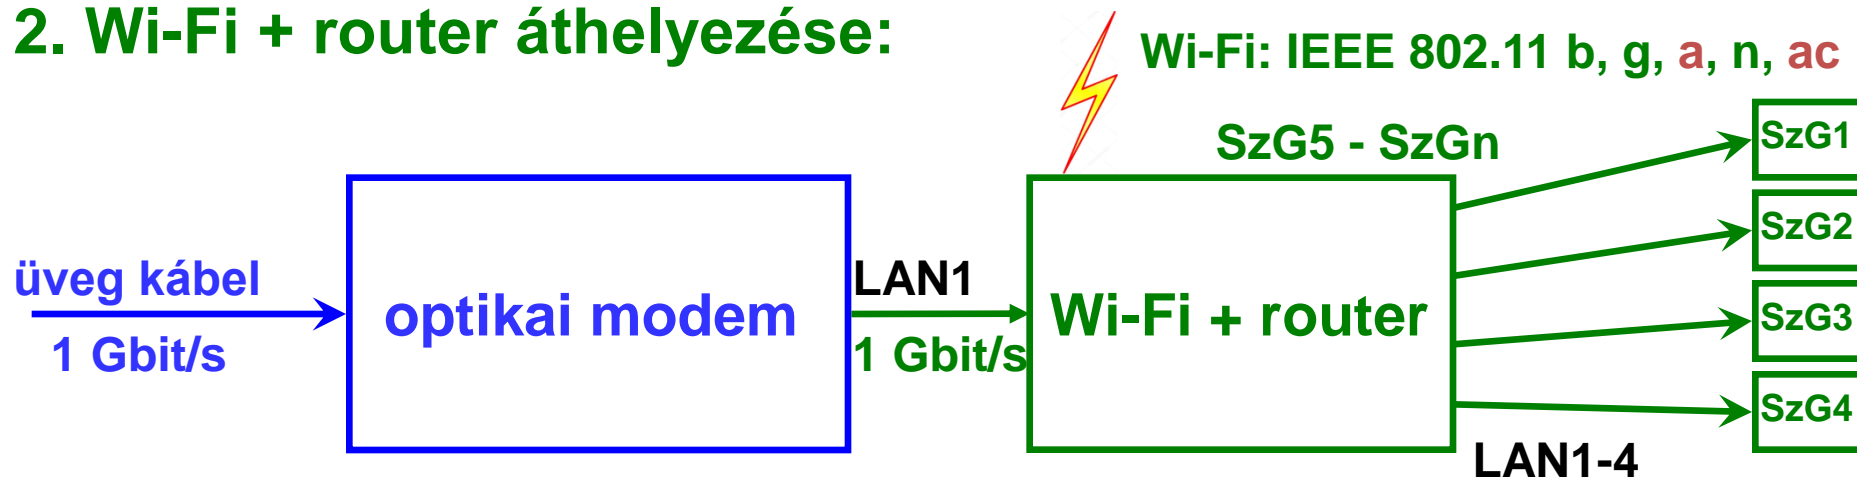 2. Wi-Fi + router áthelyezése:
Wi-Fi: IEEE 802.11 b, g, a, n, ac
SzG5 - SzGn
SzG1
SzG2
SzG3
SzG4
üveg kábel
1 Gbit/s
optikai modem
LAN1
1 Gbit/s
Wi-Fi + router
LAN1-4